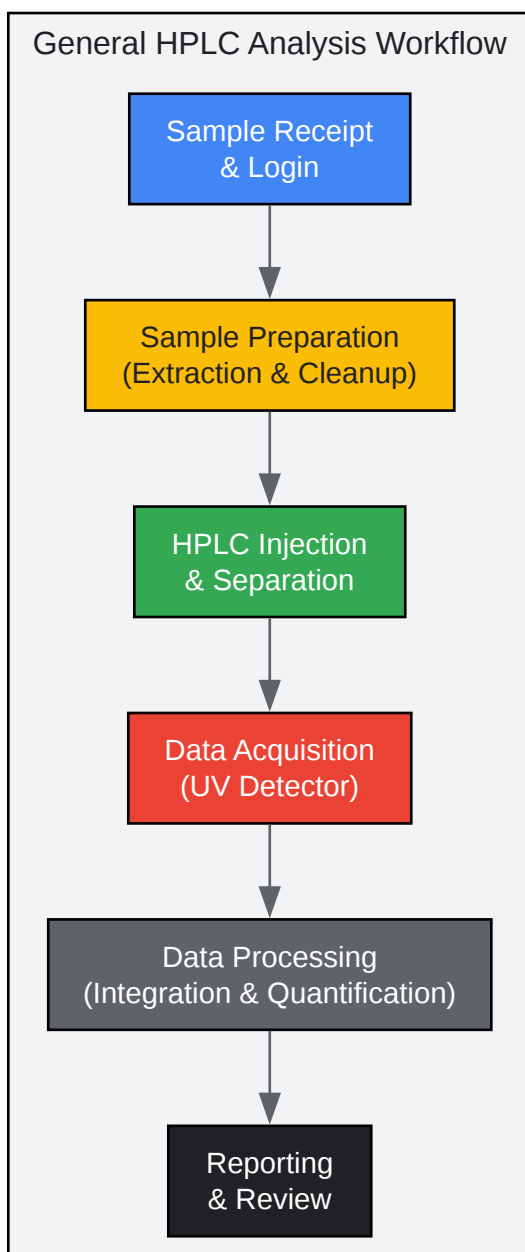 General HPLC Analysis Workflow
Sample Receipt
& Login
Sample Preparation
(Extraction & Cleanup)
HPLC Injection
& Separation
Data Acquisition
(UV Detector)
Data Processing
(Integration & Quantification)
Reporting
& Review